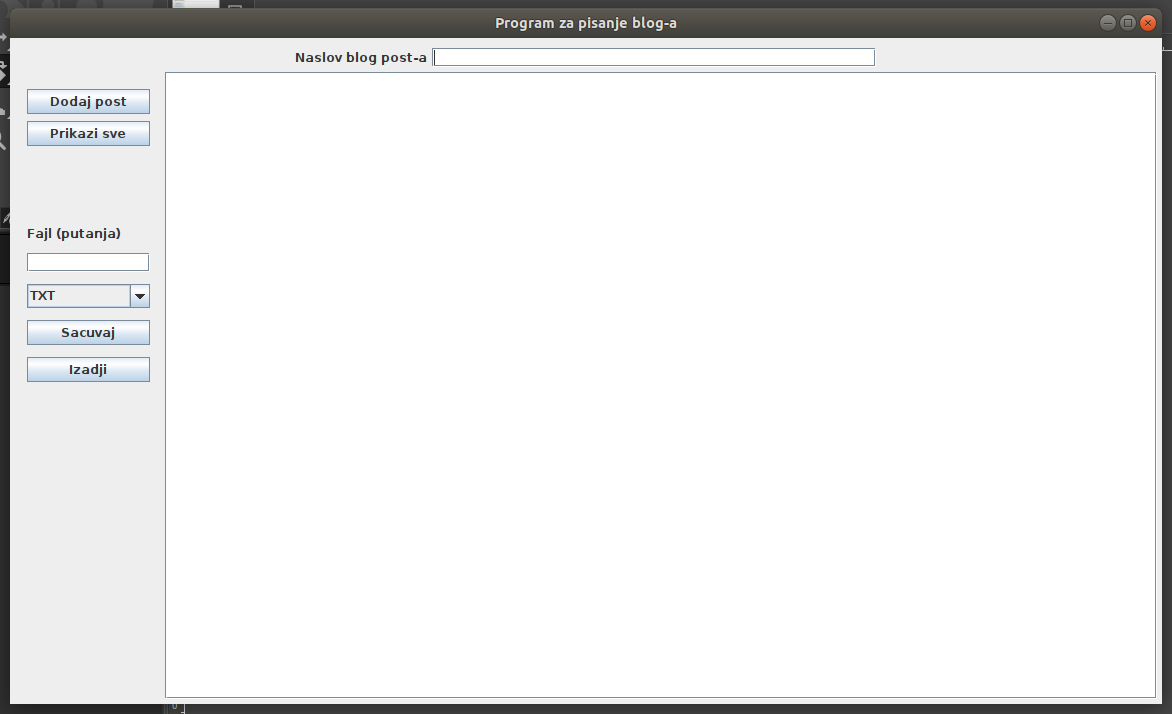 Program za pisanje blog-a
Naslov blog post-a
Dodaj post
Prikazi sve
Fajl (putanja)
TXT
Sacuvaj
Izadji